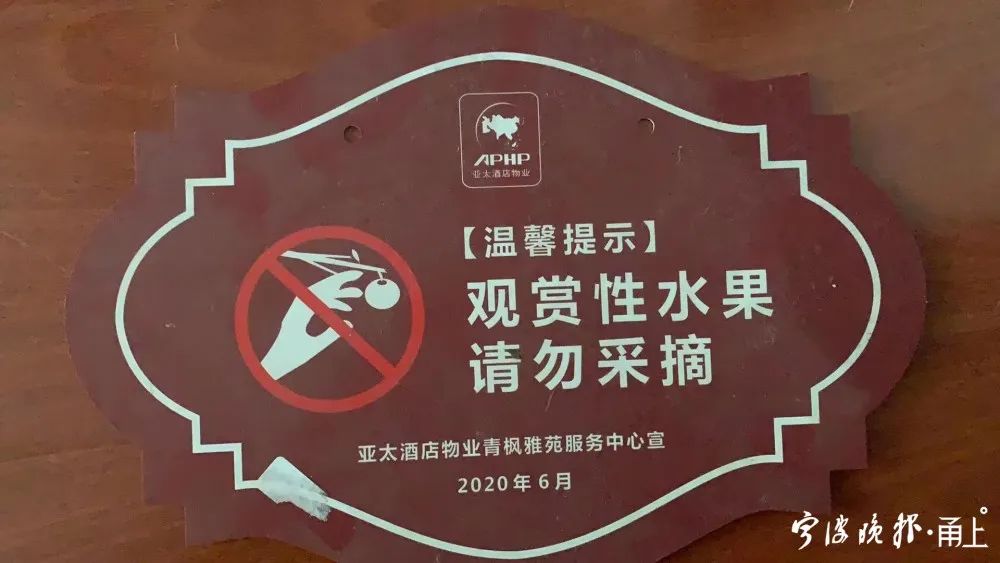 APHP
亚太酒店物业
【温馨提示】
观赏性水果
请勿采摘
亚太酒店物业青枫雅苑服务中心宣
2020年6月
宁波晚报·甬上